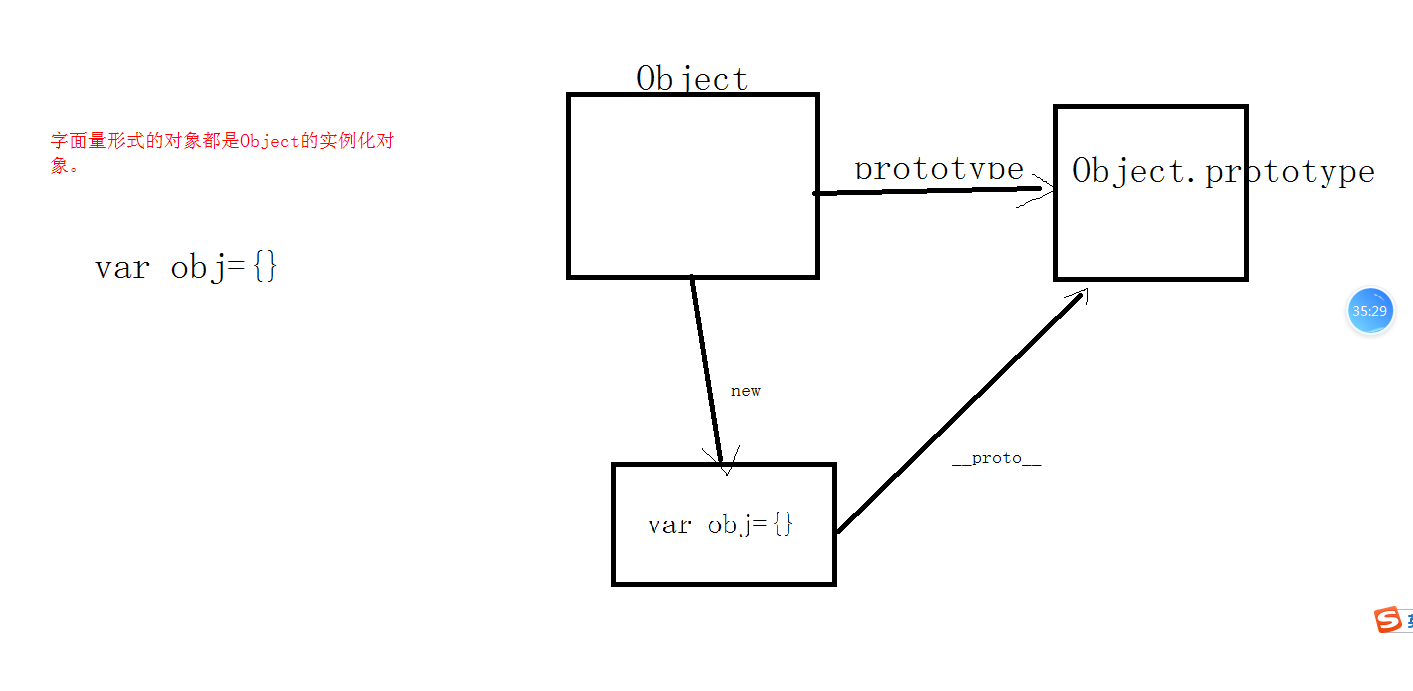 Object
字面量形式的对象都是Object的实例化对
象。
prototype
Object.prototype
var obj={}
35:29
new
__proto__
var obj={}